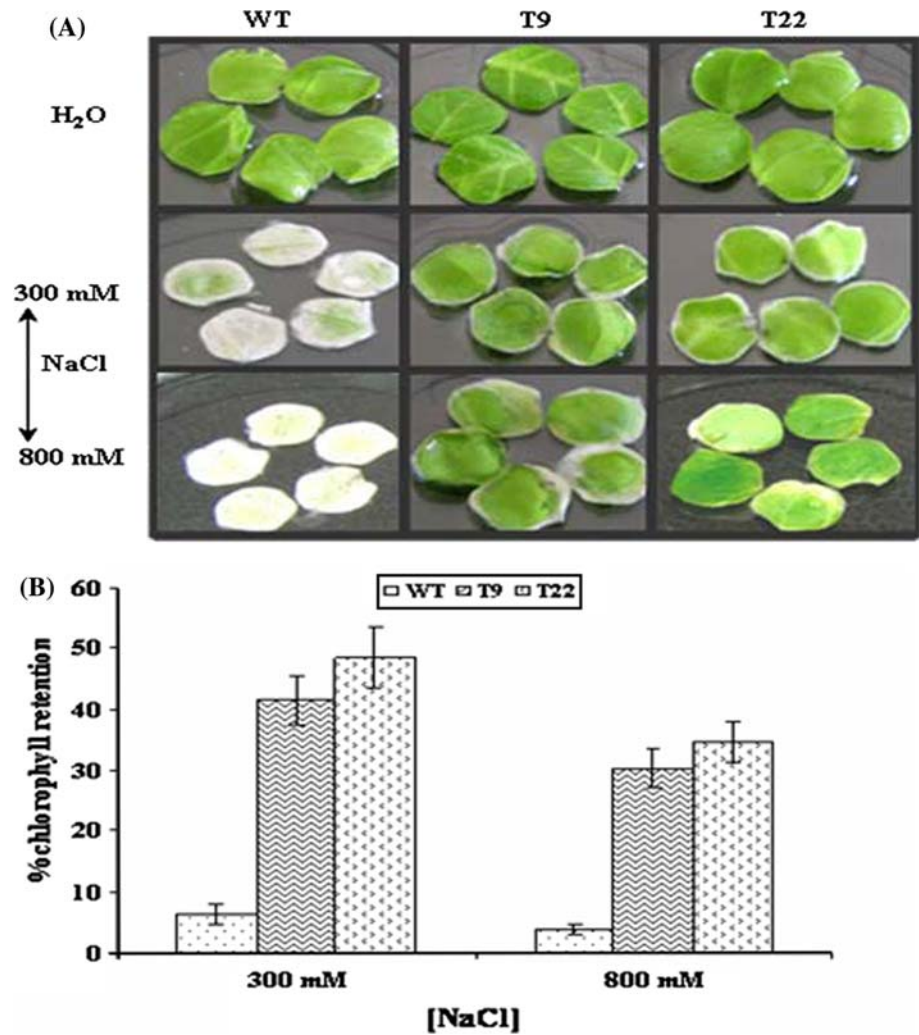 (A)
WT T9 T22
H₂O
300 mM
NaCl
800 mM
(B)
WT T9 T22
60
50
40
30
20
10
0
%chlorophyll retention
300 mM 800 mM
[NaCl]